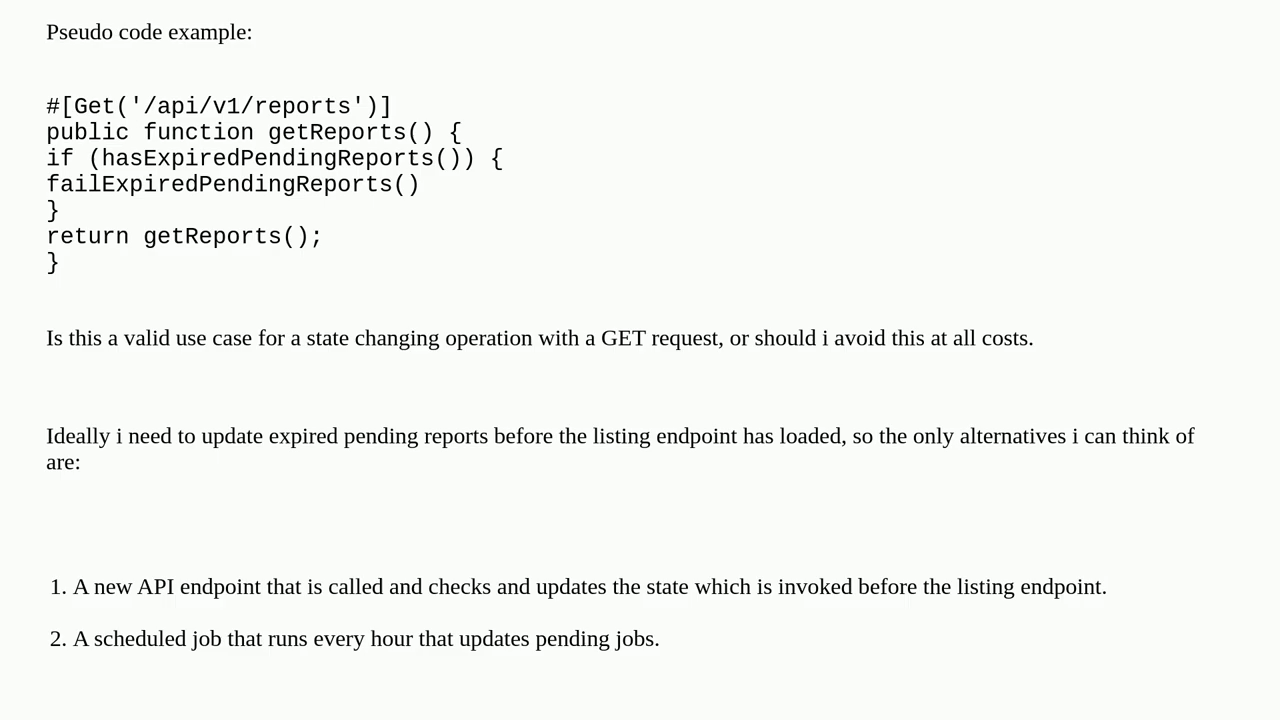 Pseudo code example:
#[Get('/api/v1/reports')]
public function getReports() {
if (hasExpiredPendingReports()) {
failExpiredPendingReports()
}
return getReports();
}
Is this a valid use case for a state changing operation with a GET request, or should i avoid this at all costs.
Ideally i need to update expired pending reports before the listing endpoint has loaded, so the only alternatives i can think of
are:
1. A new API endpoint that is called and checks and updates the state which is invoked before the listing endpoint.
2. A scheduled job that runs every hour that updates pending jobs.